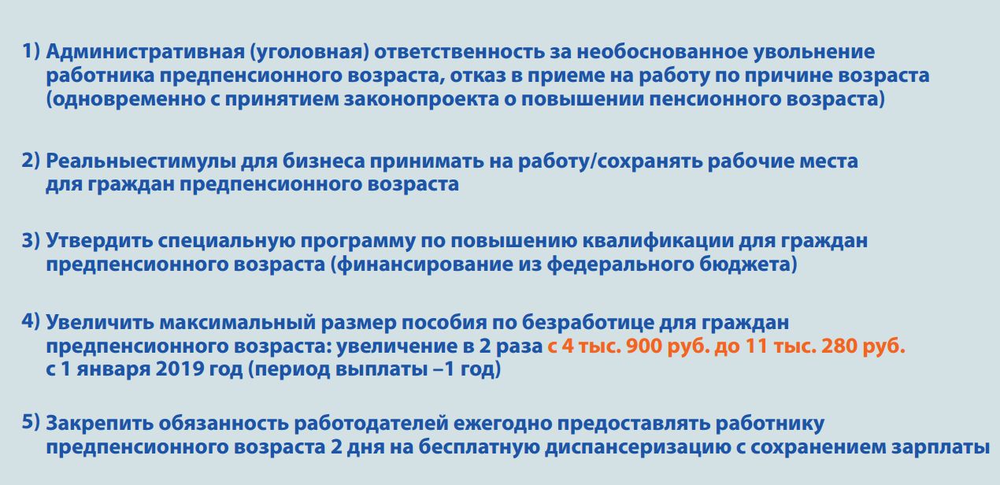 1) Административная (уголовная) ответственность за необоснованное увольнение
работника предпенсионного возраста, отказ в приеме на работу по причине возраста
(одновременно с принятием законопроекта о повышении пенсионного возраста)
2) Реальныестимулы для бизнеса принимать на работу/сохранять рабочие места
для граждан предпенсионного возраста
3) Утвердить специальную программу по повышению квалификации для граждан
предпенсионного возраста (финансирование из федерального бюджета)
4) Увеличить максимальный размер пособия по безработице для граждан
предпенсионного возраста: увеличение в 2 раза с 4 тыс. 900 руб. до 11 тыс. 280 руб.
с 1 января 2019 год (период выплаты –1 год)
5) Закрепить обязанность работодателей ежегодно предоставлять работнику
предпенсионного возраста 2 дня на бесплатную диспансеризацию с сохранением зарплаты